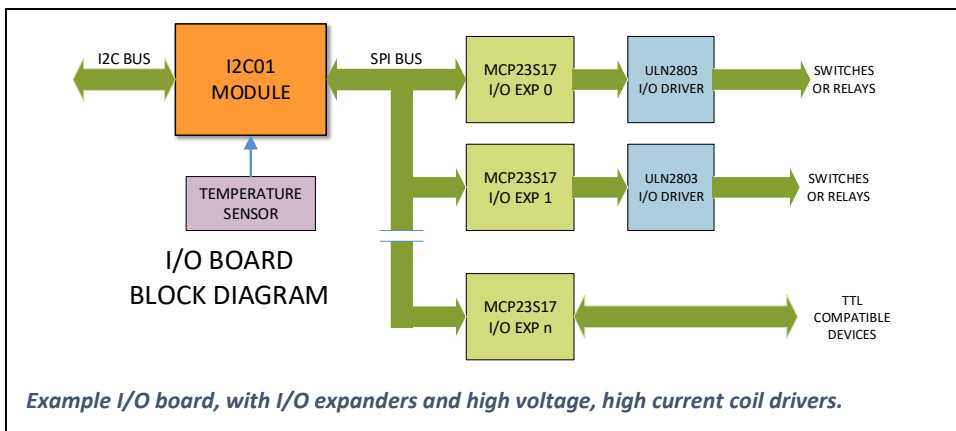 I2C BUS
I2C01
MODULE
SPI BUS
MCP23S17
I/O EXP 0
ULN2803
I/O DRIVER
SWITCHES
OR RELAYS
TEMPERATURE
SENSOR
MCP23S17
I/O EXP 1
ULN2803
I/O DRIVER
SWITCHES
OR RELAYS
I/O BOARD
BLOCK DIAGRAM
MCP23S17
I/O EXP n
TTL
COMPATIBLE
DEVICES
Example I/O board, with I/O expanders and high voltage, high current coil drivers.